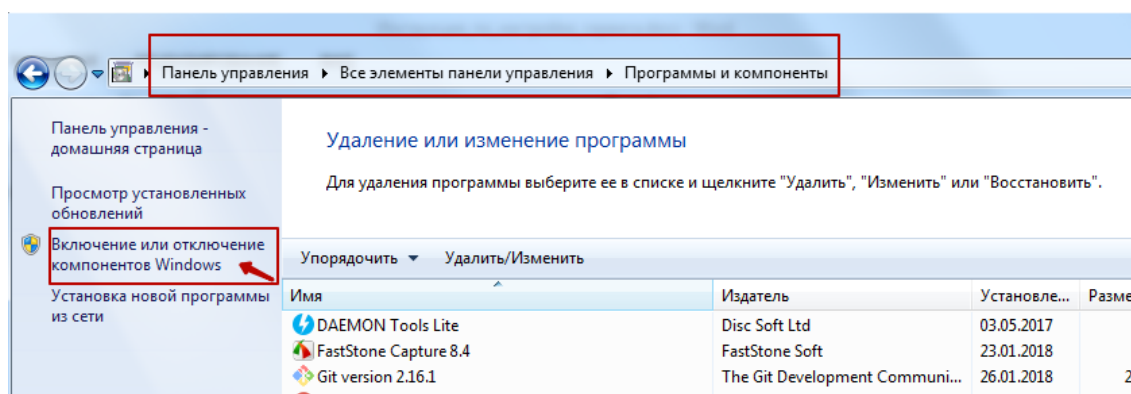 Панель управления ▸ Все элементы панели управления ▸ Программы и компоненты
Панель управления -
домашняя страница
Просмотр установленных
обновлений
Включение или отключение
компонентов Windows
Установка новой программы
из сети
Удаление или изменение программы
Для удаления программы выберите ее в списке и щелкните "Удалить", "Изменить" или "Восстановить".
Упорядочить Удалить/Изменить
Имя Издатель Установле... Разме
DAEMON Tools Lite Disc Soft Ltd 03.05.2017
FastStone Capture 8.4 FastStone Soft 23.01.2018
Git version 2.16.1 The Git Development Communi... 26.01.2018 2